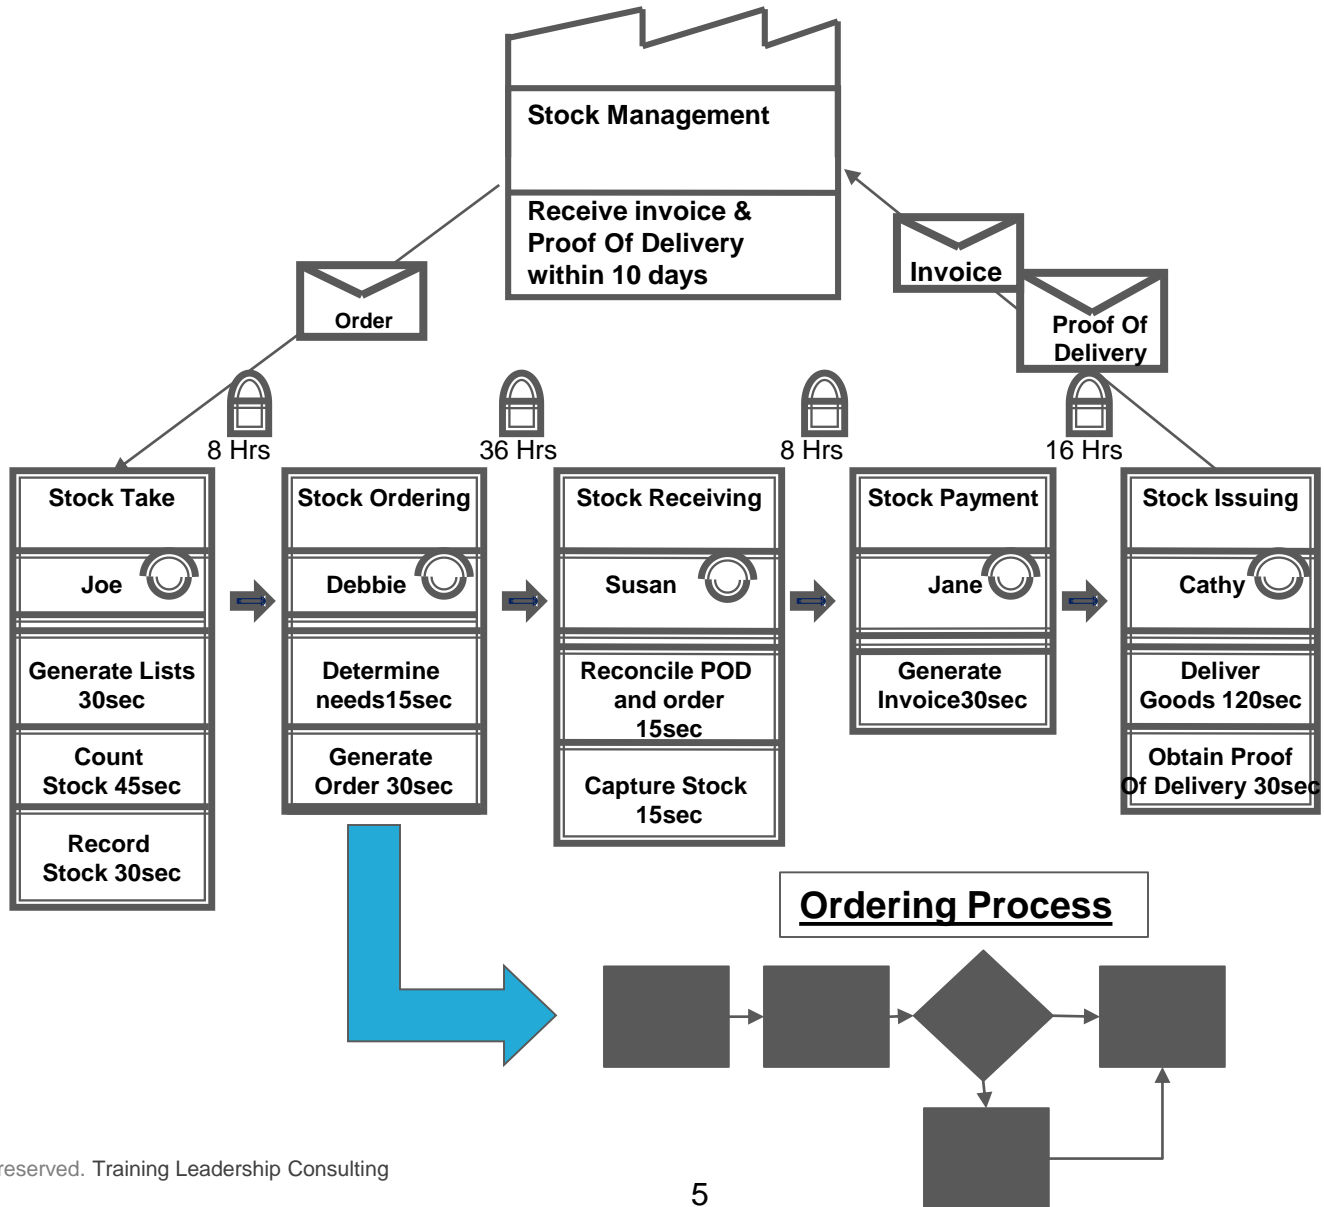 Stock Management
Receive invoice &
Proof Of Delivery
within 10 days
Order
Invoice
Proof Of
Delivery
8 Hrs
36 Hrs
8 Hrs
16 Hrs
Stock Take
Joe
Generate Lists
30sec
Count
Stock 45sec
Record
Stock 30sec
Stock Ordering
Debbie
Determine
needs15sec
Generate
Order 30sec
Stock Receiving
Susan
Reconcile POD
and order
15sec
Capture Stock
15sec
Stock Payment
Jane
Generate
Invoice30sec
Stock Issuing
Cathy
Deliver
Goods 120sec
Obtain Proof
Of Delivery 30sec
Ordering Process
reserved. Training Leadership Consulting
5